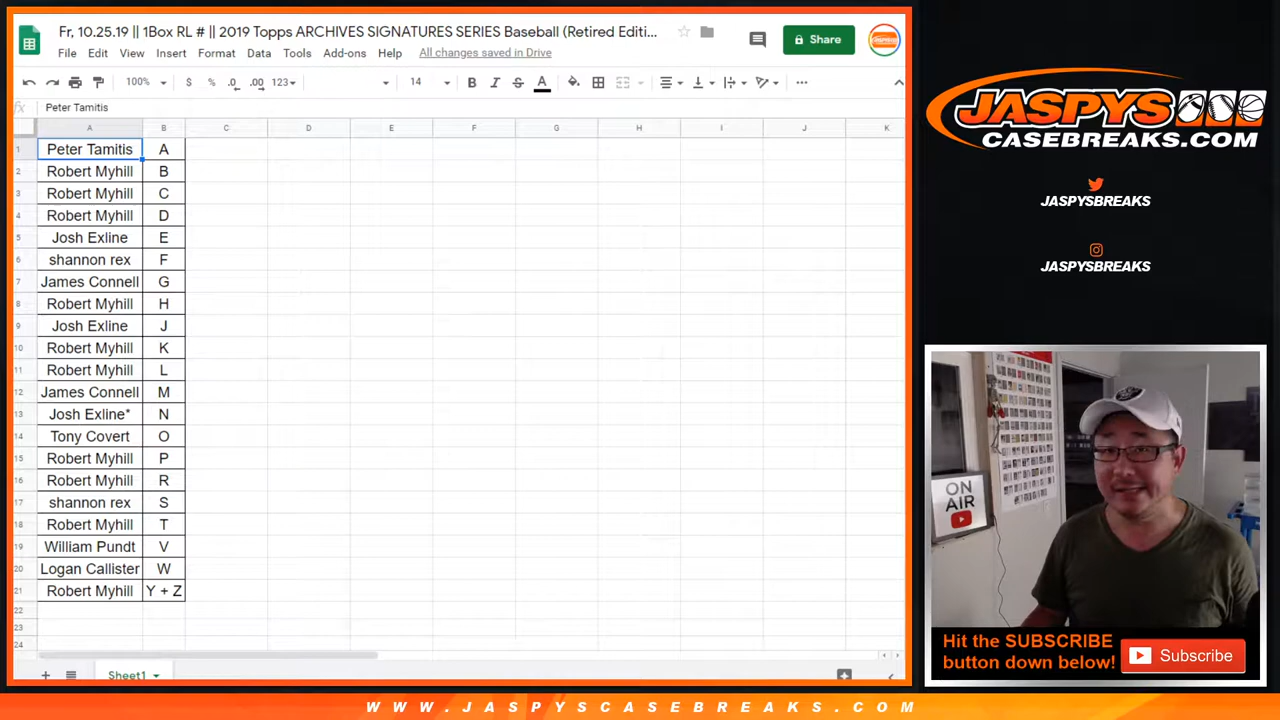 Fr, 10.25.19 || 1Box RL # || 2019 Topps ARCHIVES SIGNATURES SERIES Baseball (Retired Editi...
File Edit View Insert Format Data Tools Add-ons Help All changes saved in Drive
Share
100% $ % .0 .00 123 14 B I S A
fx Peter Tamitis
A B C D E F G H I J K
1 Peter Tamitis A
2 Robert Myhill B
3 Robert Myhill C
4 Robert Myhill D
5 Josh Exline E
6 shannon rex F
7 James Connell G
8 Robert Myhill H
9 Josh Exline J
10 Robert Myhill K
11 Robert Myhill L
12 James Connell M
13 Josh Exline* N
14 Tony Covert O
15 Robert Myhill P
16 Robert Myhill R
17 shannon rex S
18 Robert Myhill T
19 William Pundt V
20 Logan Callister W
21 Robert Myhill Y + Z
22
23
24
Sheet1
JASPYS
CASEBREAKS.COM
JASPYSBREAKS
JASPYSBREAKS
ON
AIR
Hit the SUBSCRIBE
button down below!
Subscribe
WWW.JASPYSCASEBREAKS.COM